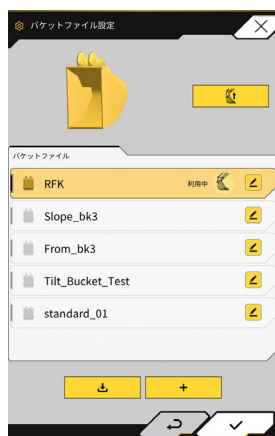 バケットファイル設定
バケットファイル
RFK 利用中
Slope_bk3
From_bk3
Tilt_Bucket_Test
standard_01